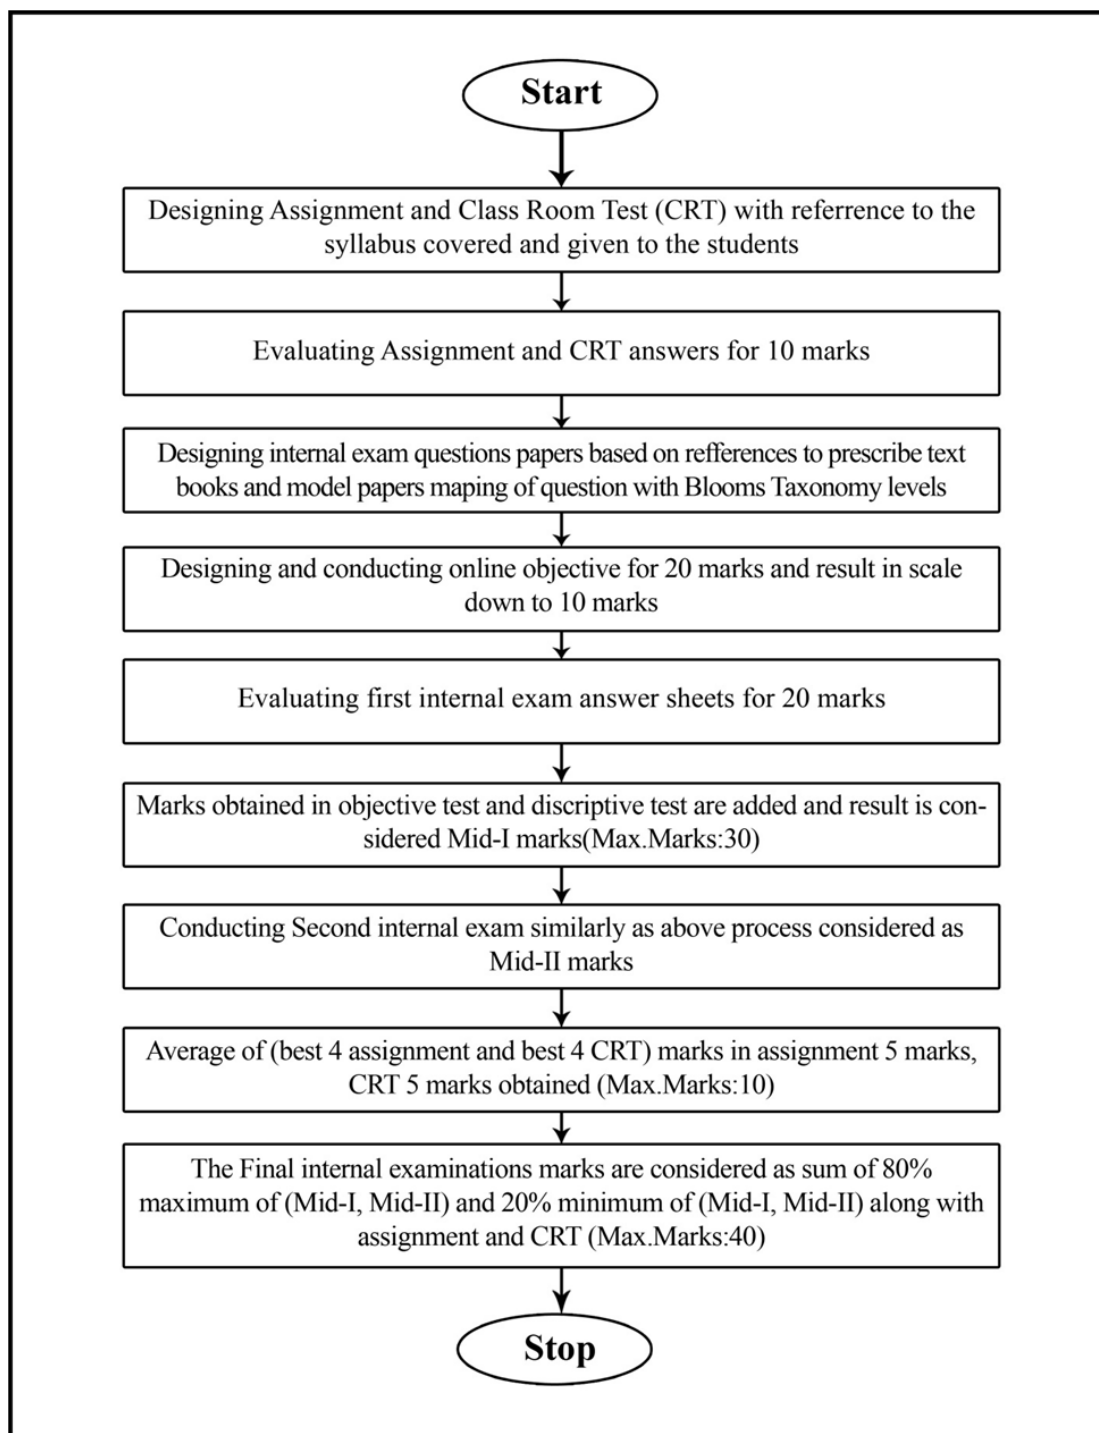 Start
Designing Assignment and Class Room Test (CRT) with referrence to the
syllabus covered and given to the students
Evaluating Assignment and CRT answers for 10 marks
Designing internal exam questions papers based on refferences to prescribe text
books and model papers maping of question with Blooms Taxonomy levels
Designing and conducting online objective for 20 marks and result in scale
down to 10 marks
Evaluating first internal exam answer sheets for 20 marks
Marks obtained in objective test and discriptive test are added and result is con-
sidered Mid-I marks(Max.Marks:30)
Conducting Second internal exam similarly as above process considered as
Mid-II marks
Average of (best 4 assignment and best 4 CRT) marks in assignment 5 marks,
CRT 5 marks obtained (Max.Marks:10)
The Final internal examinations marks are considered as sum of 80%
maximum of (Mid-I, Mid-II) and 20% minimum of (Mid-I, Mid-II) along with
assignment and CRT (Max.Marks:40)
Stop